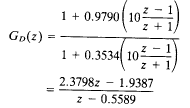 G_D(z) = \frac{1 + 0.9790 \left( 10 \frac{z - 1}{z + 1} \right)}{1 + 0.3534 \left( 10 \frac{z - 1}{z + 1} \right)}
= \frac{2.3798z - 1.9387}{z - 0.5589}